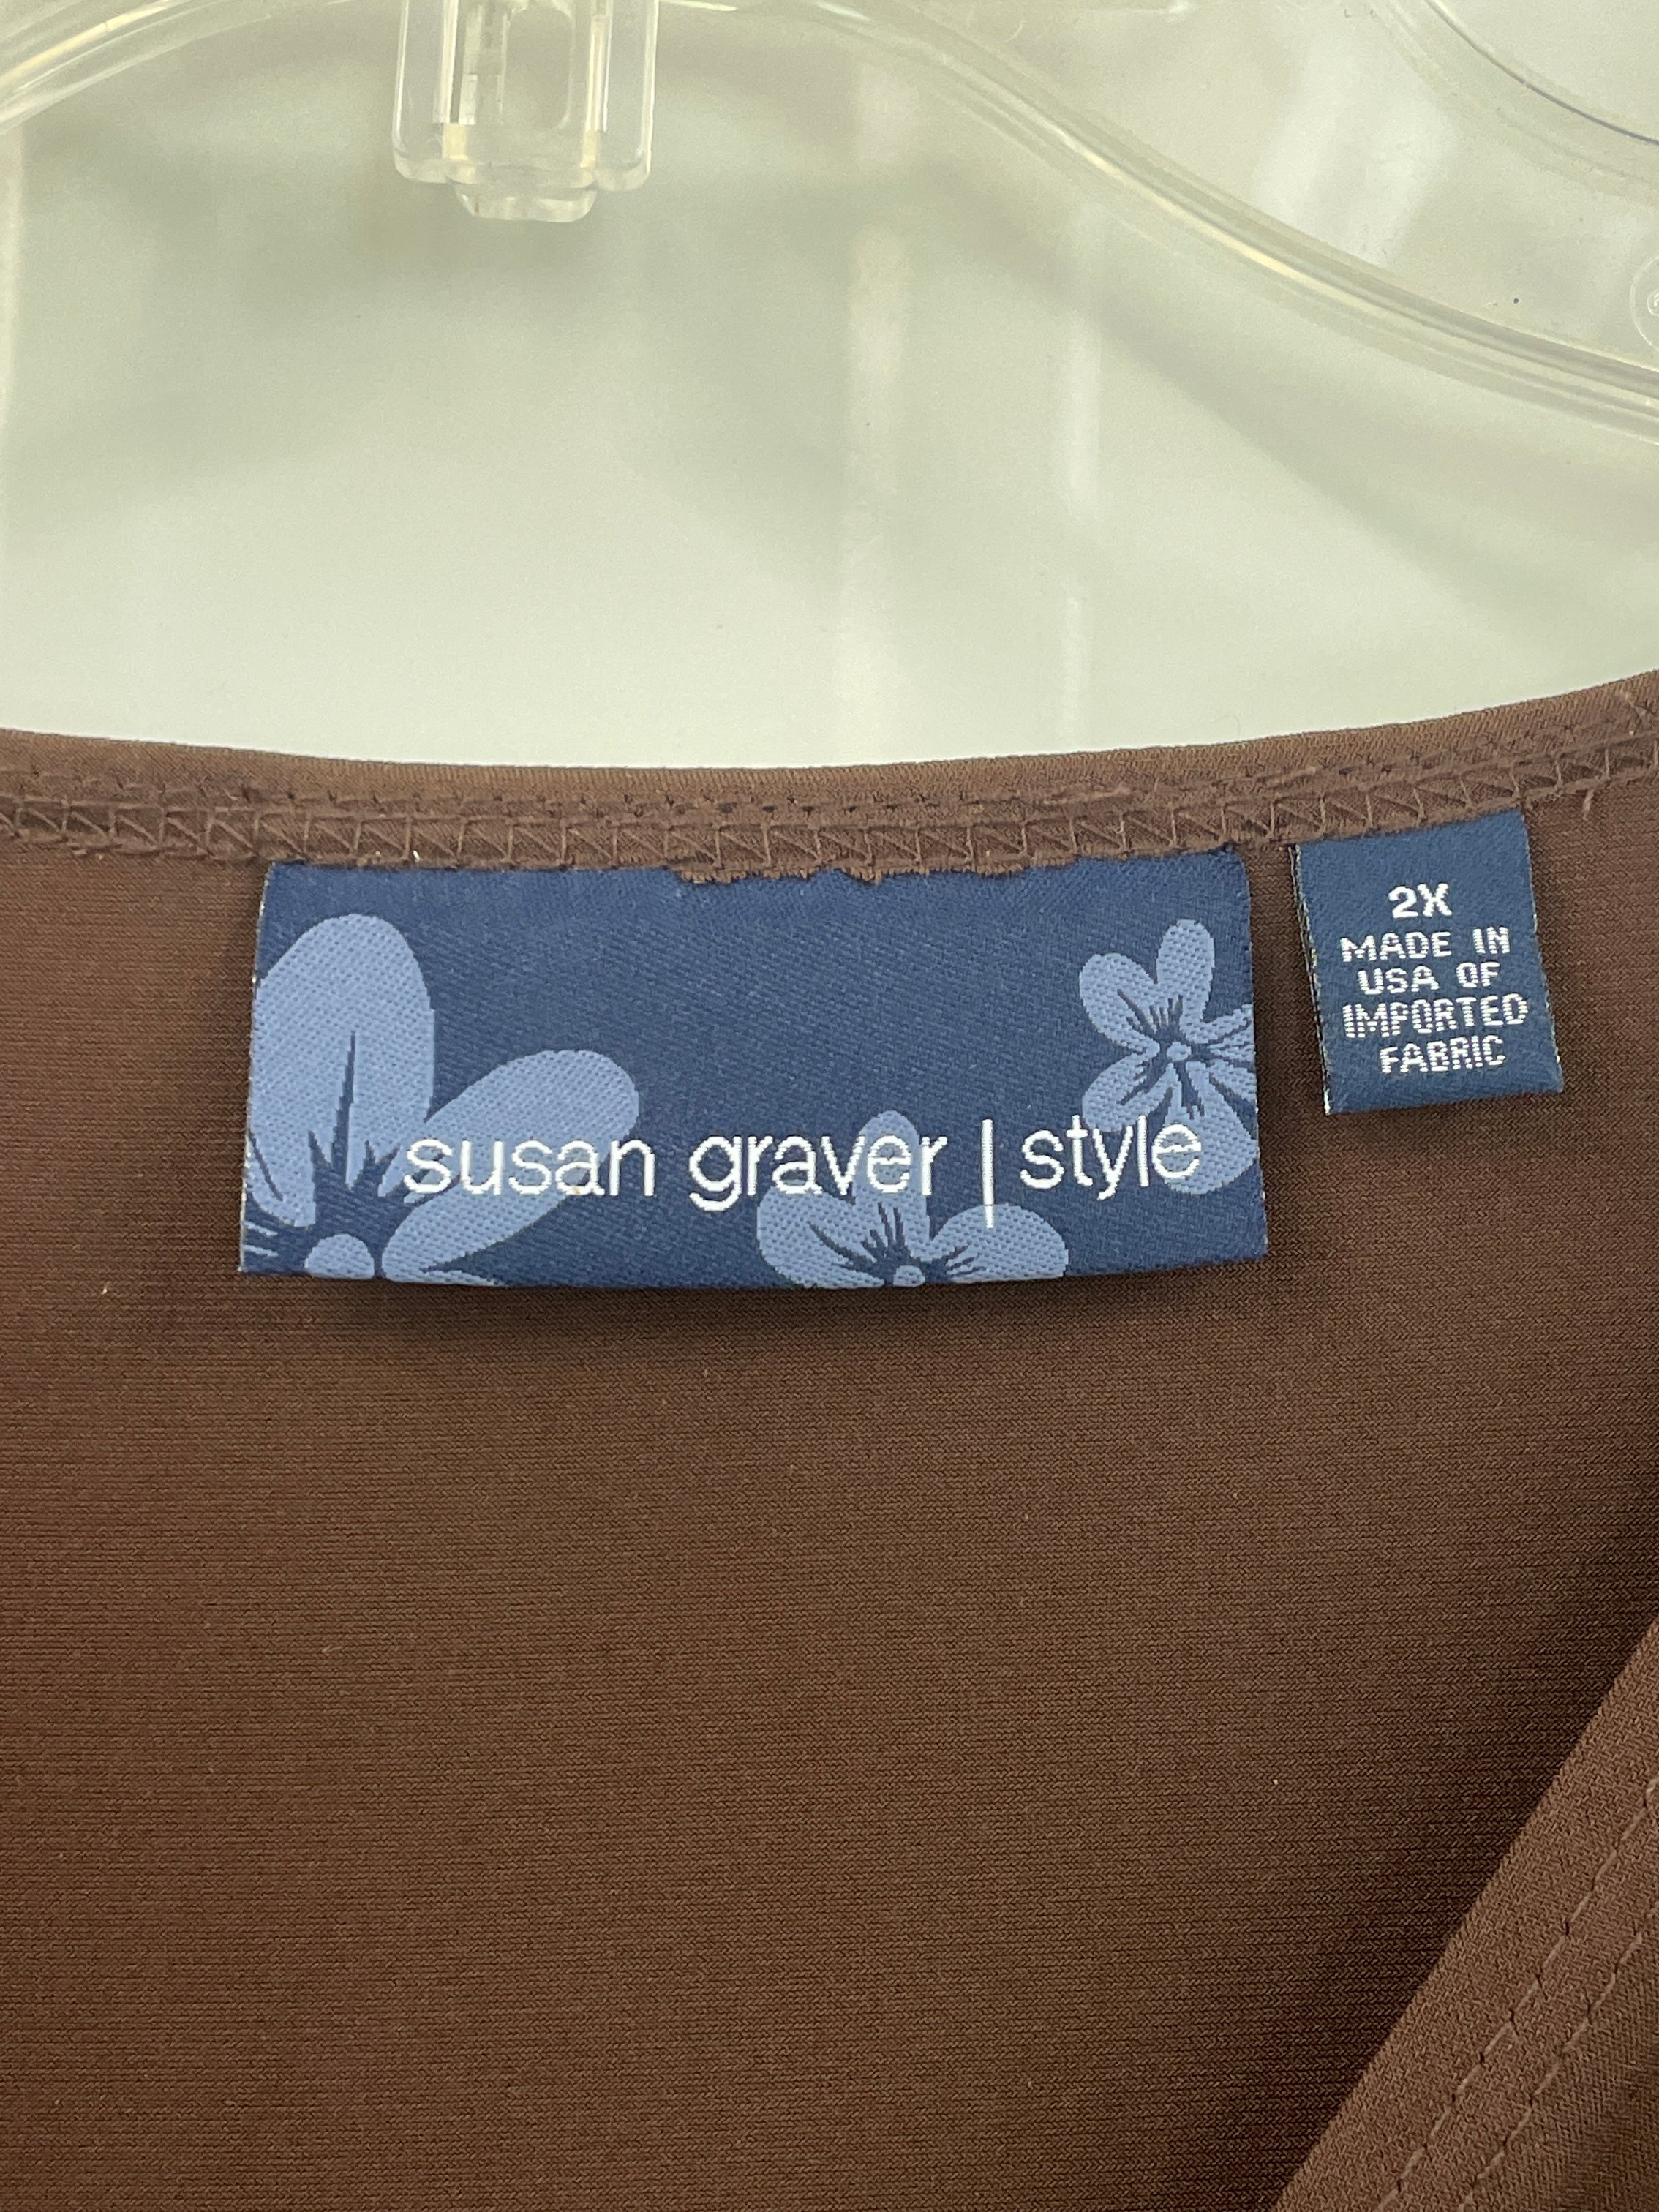 susan graver | style
2X
MADE IN
USA OF
IMPORTED
FABRIC